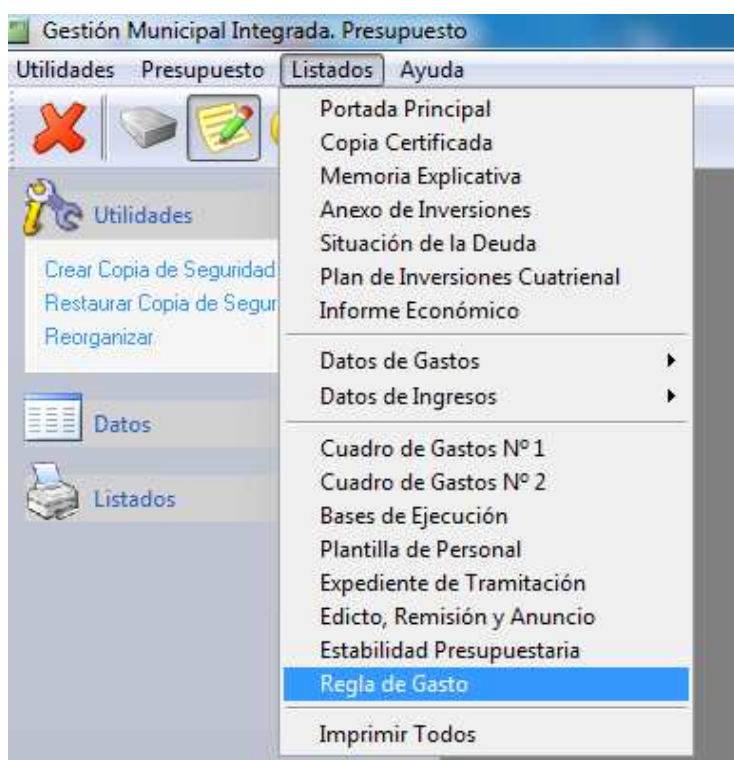 Gestión Municipal Integrada. Presupuesto
Utilidades Presupuesto Listados Ayuda
Portada Principal
Copia Certificada
Memoria Explicativa
Anexo de Inversiones
Situación de la Deuda
Plan de Inversiones Cuatrienal
Informe Económico
Datos de Gastos
Datos de Ingresos
Cuadro de Gastos Nº 1
Cuadro de Gastos Nº 2
Bases de Ejecución
Plantilla de Personal
Expediente de Tramitación
Edicto, Remisión y Anuncio
Estabilidad Presupuestaria
Regla de Gasto
Imprimir Todos
Utilidades
Crear Copia de Seguridad
Restaurar Copia de Segur
Reorganizar
Datos
Listados